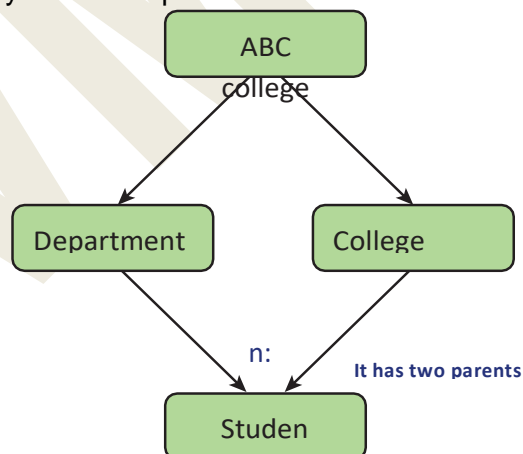 ABC
college
Department
College
n:
It has two parents
Studen